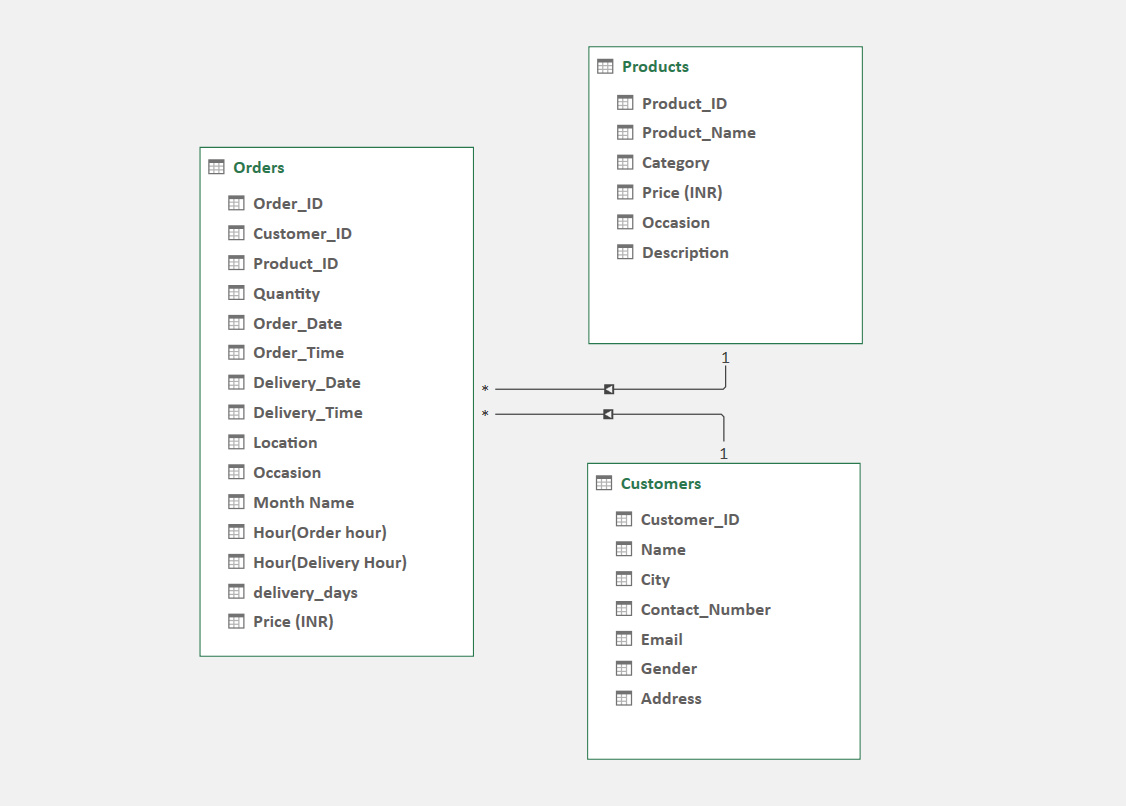 Orders
Order_ID
Customer_ID
Product_ID
Quantity
Order_Date
Order_Time
Delivery_Date
Delivery_Time
Location
Occasion
Month Name
Hour(Order hour)
Hour(Delivery Hour)
delivery_days
Price (INR)
Products
Product_ID
Product_Name
Category
Price (INR)
Occasion
Description
1
*
*
1
Customers
Customer_ID
Name
City
Contact_Number
Email
Gender
Address